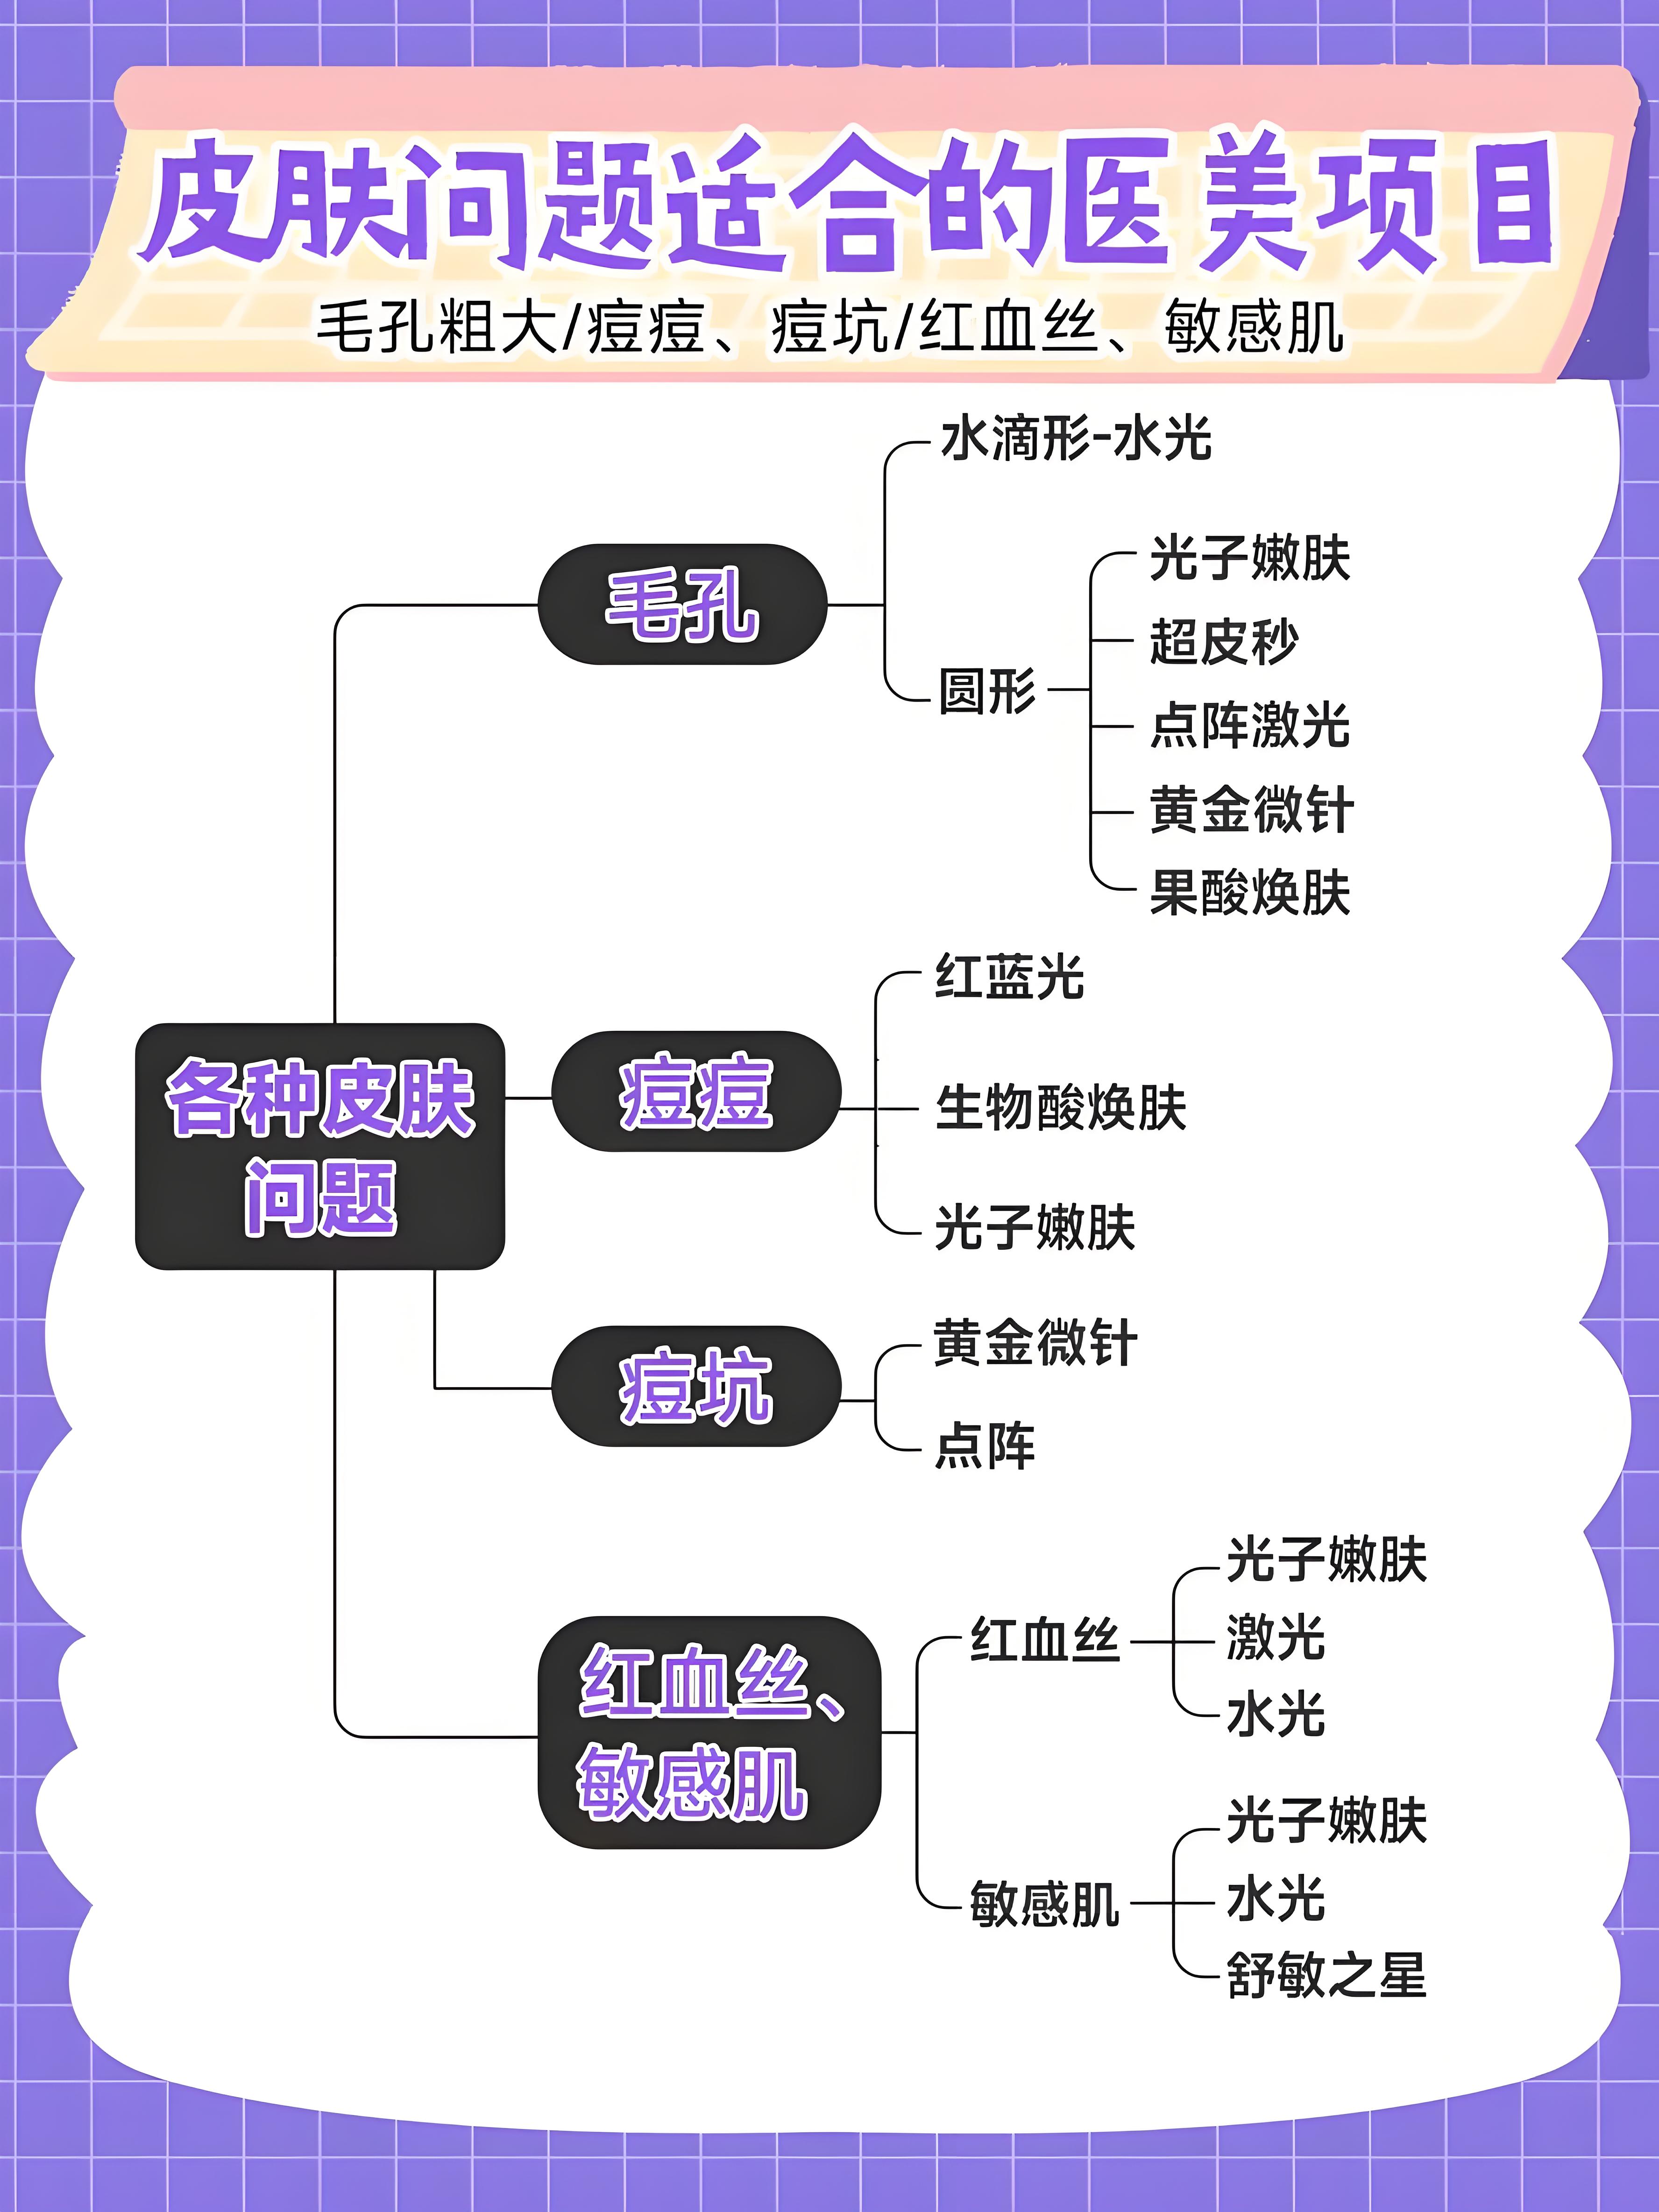 皮肤问题适合的医美项目
毛孔粗大/痘痘、痘坑/红血丝、敏感肌
各种皮肤
问题
毛孔
水滴形-水光
圆形
光子嫩肤
超皮秒
点阵激光
黄金微针
果酸焕肤
痘痘
红蓝光
生物酸焕肤
光子嫩肤
痘坑
黄金微针
点阵
红血丝、
敏感肌
红血丝
光子嫩肤
激光
水光
敏感肌
光子嫩肤
水光
舒敏之星